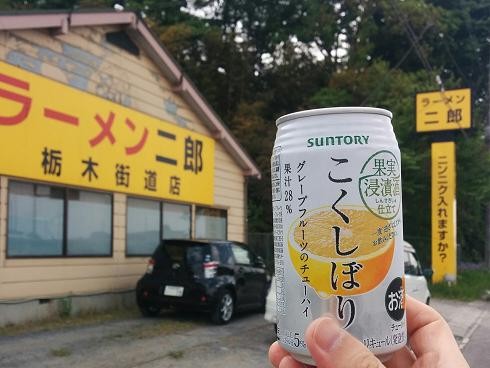 ラーメン 二郎
栃木街道店
ラーメン
二郎
ニンニク入れますか?
SUNTORY
果実
浸漬酒
仕立て
こくしぼり
グレープフルーツのチューハイ
果汁28%
5%
お酒